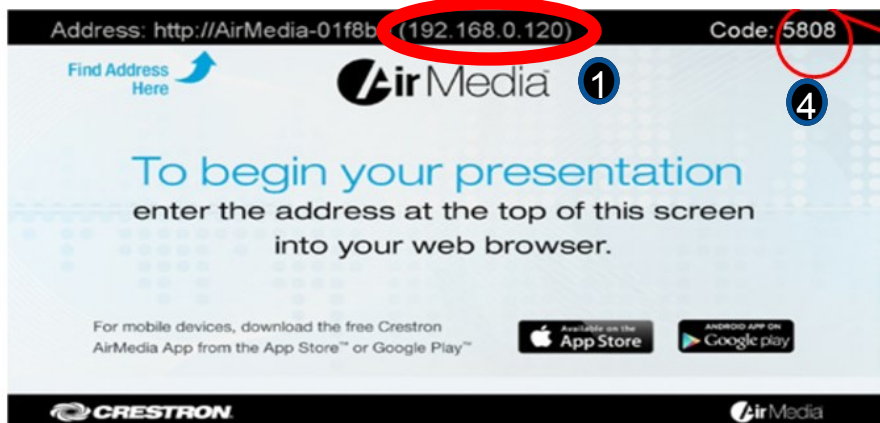 Address: http://AirMedia-01f8b (192.168.0.120) Code: 5808
Find Address
Here
AirMedia
1
4
To begin your presentation
enter the address at the top of this screen
into your web browser.
For mobile devices, download the free Crestron
AirMedia App from the App Store™ or Google Play™
Available on the
App Store
ANDROID APP ON
Google play
CRESTRON
AirMedia